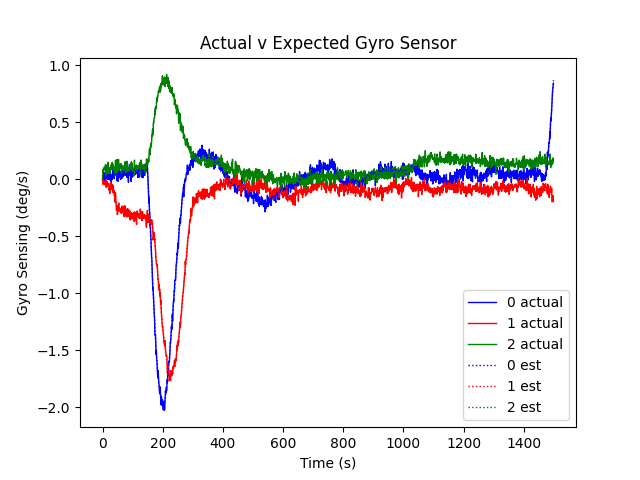 Actual v Expected Gyro Sensor
Gyro Sensing (deg/s)
1.0
0.5
0.0
−0.5
−1.0
−1.5
−2.0
0 actual
1 actual
2 actual
0 est
1 est
2 est
0
200
400
600
800
1000
1200
1400
Time (s)